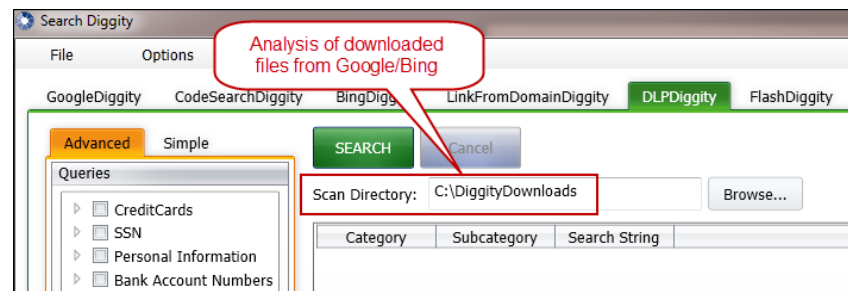 Search Diggity
File Options
Analysis of downloaded
files from Google/Bing
GoogleDiggity CodeSearchDiggity BingDigg LinkFromDomainDiggity DLPDiggity FlashDiggity
Advanced Simple
SEARCH Cancel
Queries
Scan Directory: C:\DiggityDownloads Browse...
CreditCards
SSN
Personal Information
Bank Account Numbers
Category Subcategory Search String